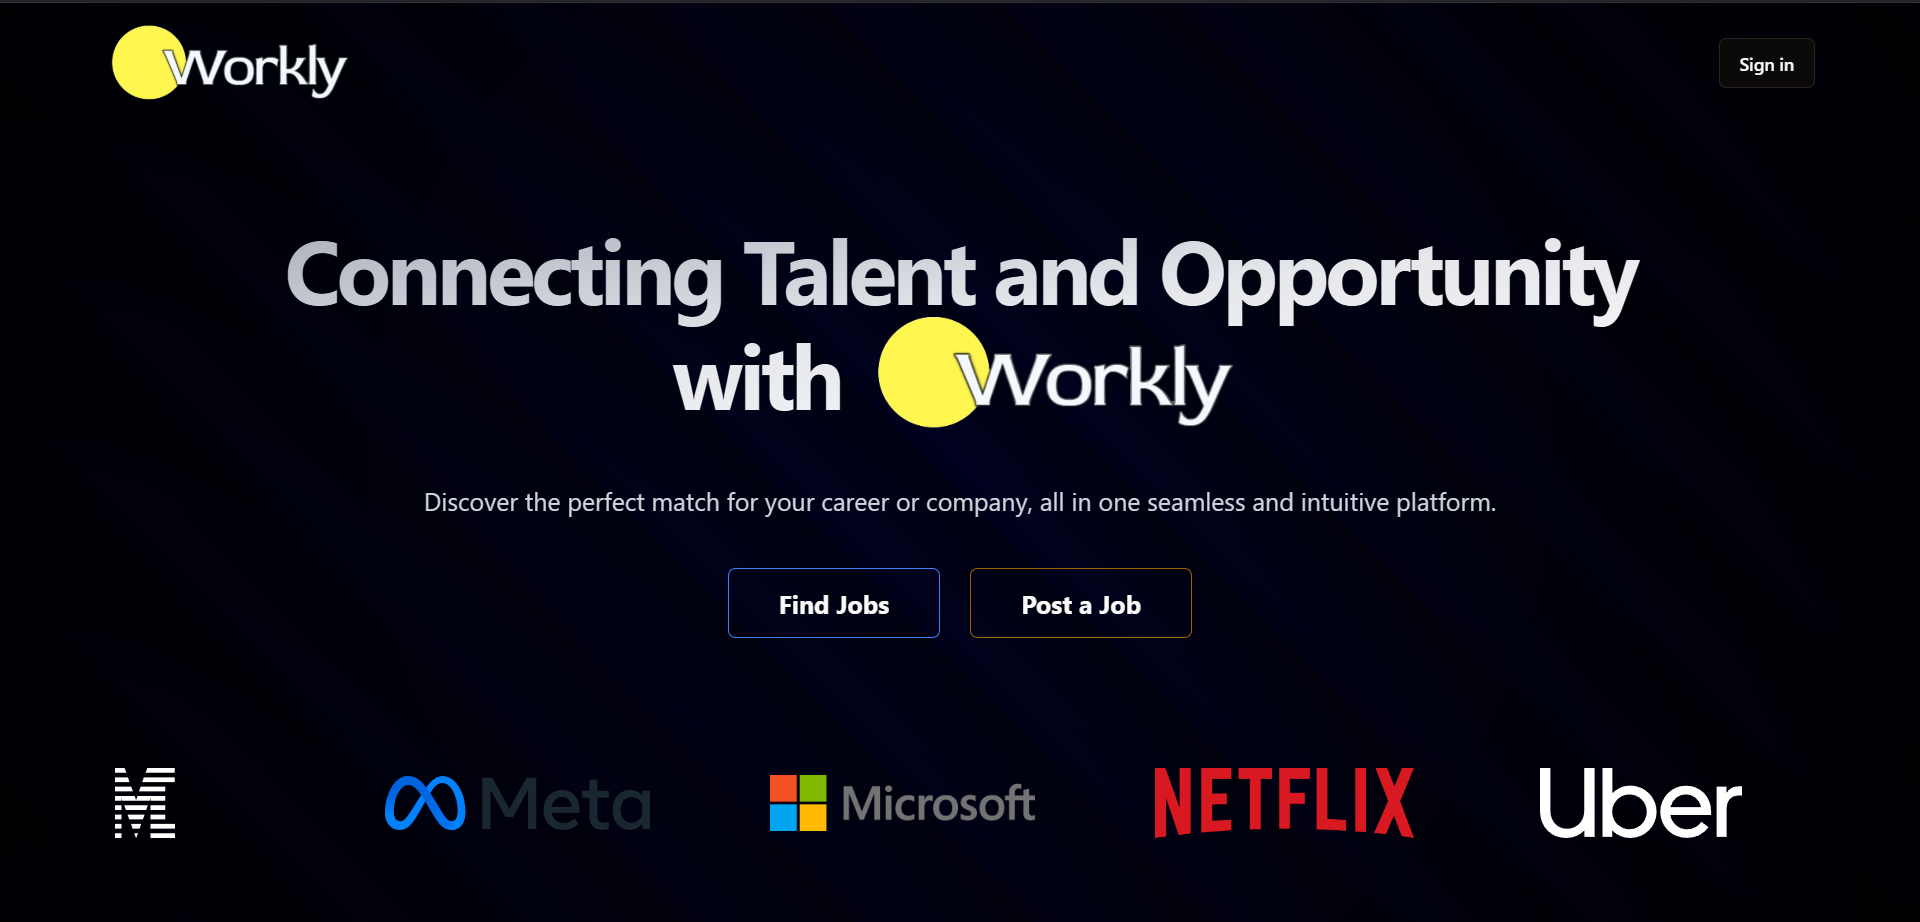 Workly
Sign in
Connecting Talent and Opportunity
with Workly
Discover the perfect match for your career or company, all in one seamless and intuitive platform.
Find Jobs
Post a Job
M
Meta
Microsoft
NETFLIX
Uber